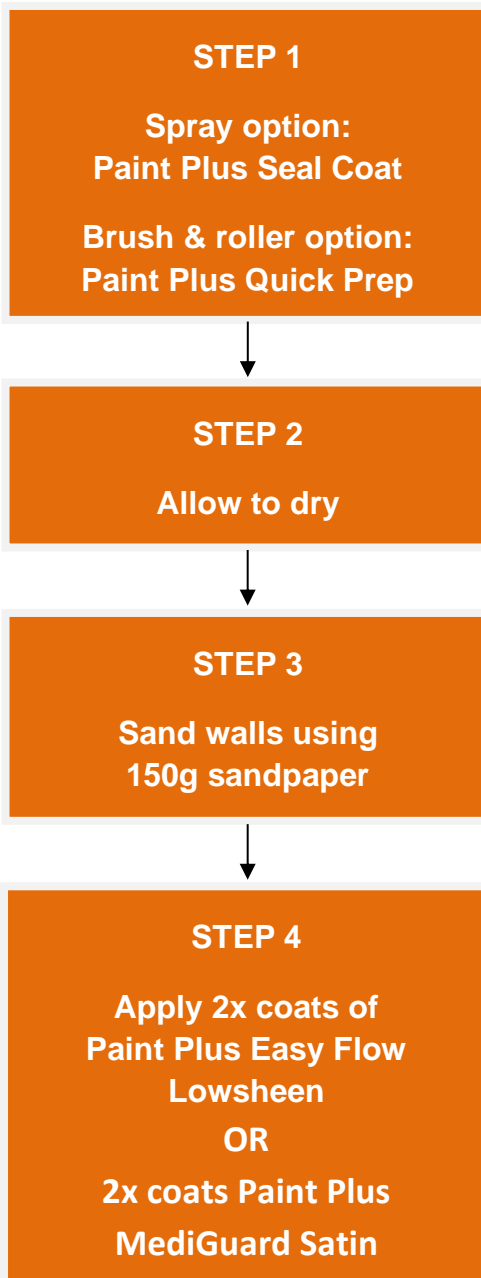 STEP 1
Spray option:
Paint Plus Seal Coat
Brush & roller option:
Paint Plus Quick Prep
STEP 2
Allow to dry
STEP 3
Sand walls using
150g sandpaper
STEP 4
Apply 2x coats of
Paint Plus Easy Flow
Lowsheen
OR
2x coats Paint Plus
MediGuard Satin